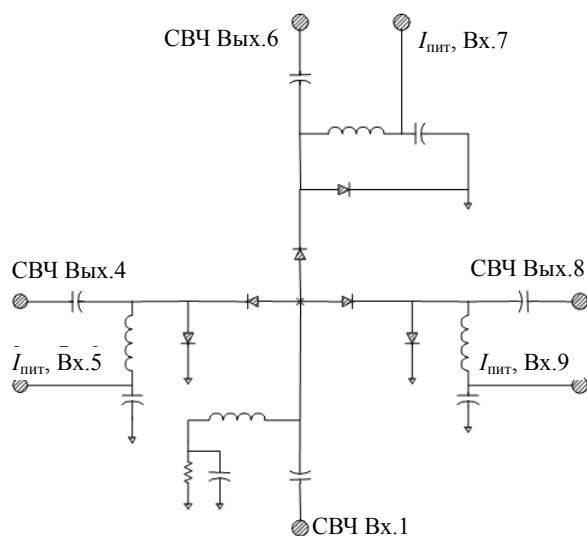 СВЧ Вых.6
Iпит, Вх.7
СВЧ Вых.4
СВЧ Вых.8
Iпит, Вх.5
Iпит, Вх.9
СВЧ Вх.1